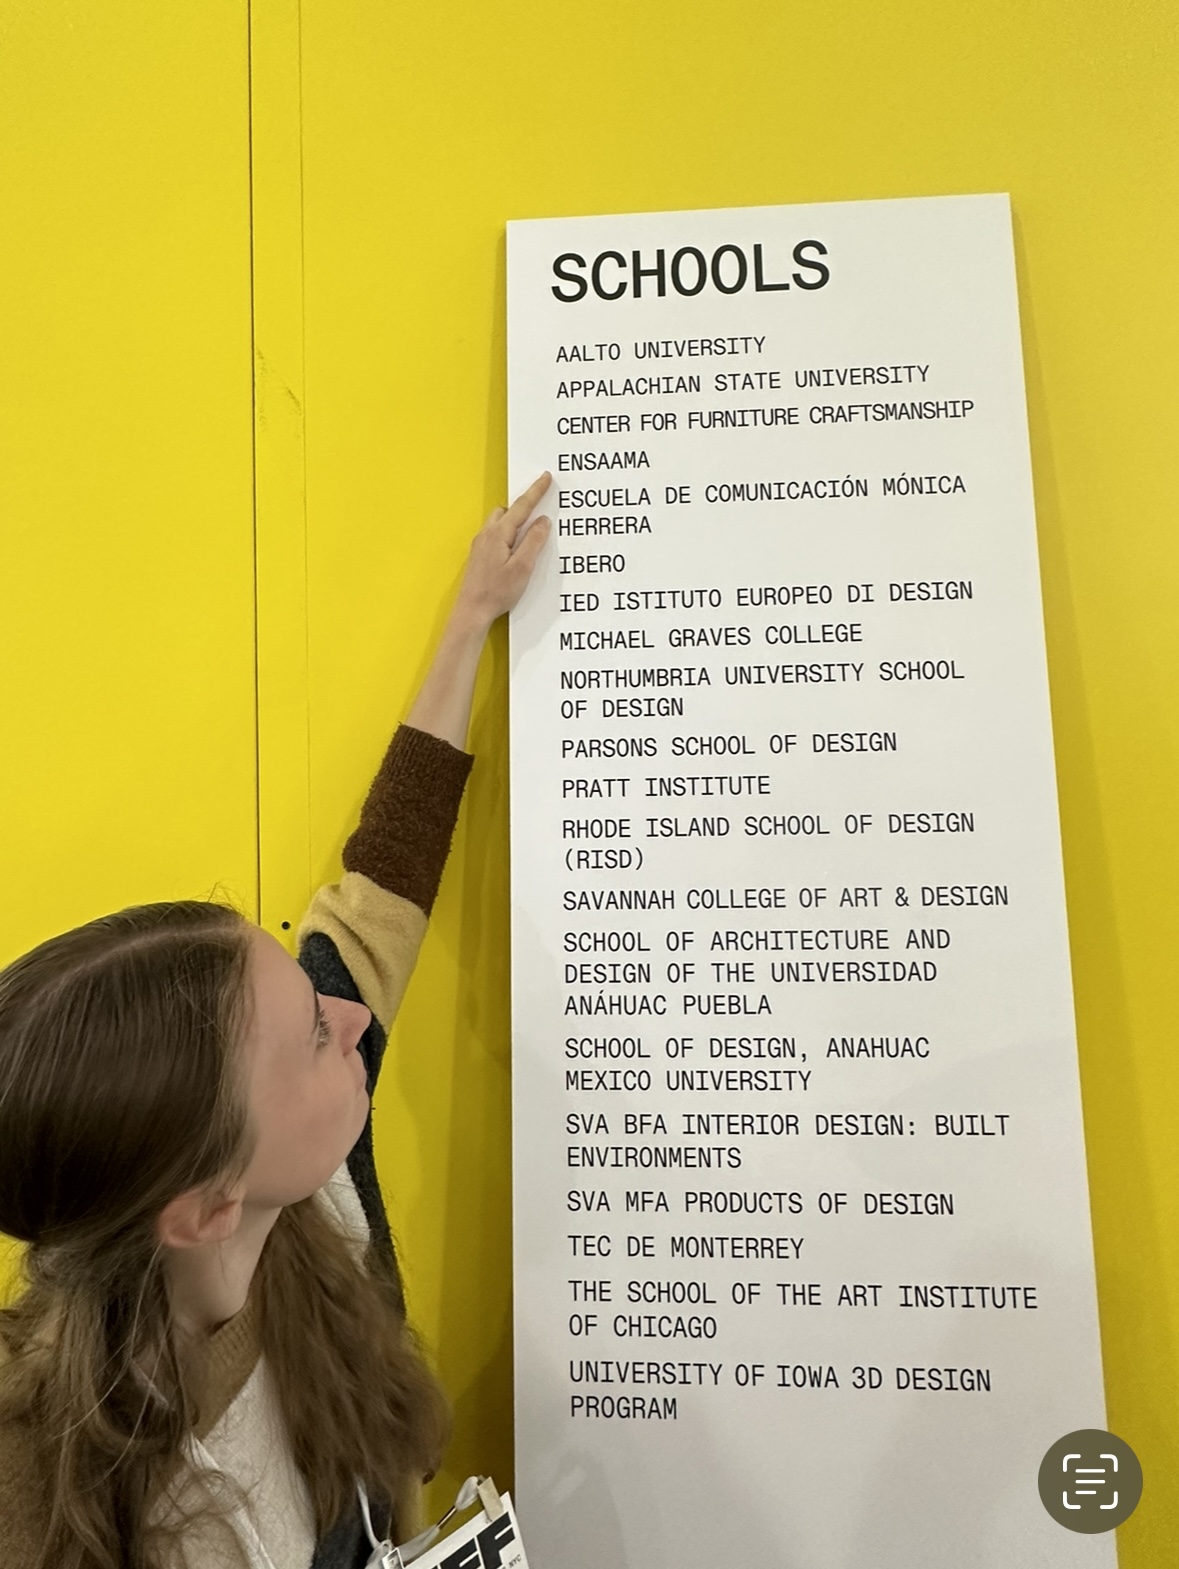 SCHOOLS
AALTO UNIVERSITY
APPALACHIAN STATE UNIVERSITY
CENTER FOR FURNITURE CRAFTSMANSHIP
ENSAAMA
ESCUELA DE COMUNICACIÓN MÓNICA
HERRERA
IBERO
IED ISTITUTO EUROPEO DI DESIGN
MICHAEL GRAVES COLLEGE
NORTHUMBRIA UNIVERSITY SCHOOL
OF DESIGN
PARSONS SCHOOL OF DESIGN
PRATT INSTITUTE
RHODE ISLAND SCHOOL OF DESIGN
(RISD)
SAVANNAH COLLEGE OF ART & DESIGN
SCHOOL OF ARCHITECTURE AND
DESIGN OF THE UNIVERSIDAD
ANÁHUAC PUEBLA
SCHOOL OF DESIGN, ANAHUAC
MEXICO UNIVERSITY
SVA BFA INTERIOR DESIGN: BUILT
ENVIRONMENTS
SVA MFA PRODUCTS OF DESIGN
TEC DE MONTERREY
THE SCHOOL OF THE ART INSTITUTE
OF CHICAGO
UNIVERSITY OF IOWA 3D DESIGN
PROGRAM
NYC